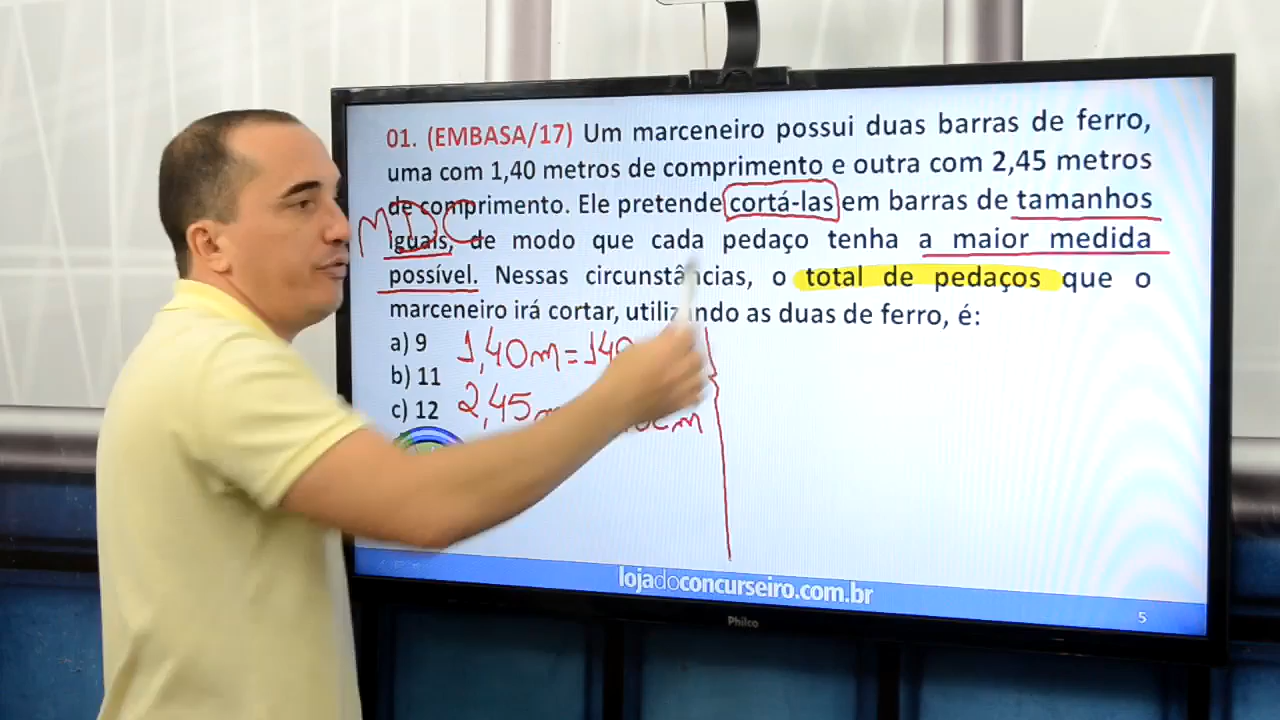 01. (EMBASA/17) Um marceneiro possui duas barras de ferro,
uma com 1,40 metros de comprimento e outra com 2,45 metros
de comprimento. Ele pretende cortá-las em barras de tamanhos
MDC
iguais, de modo que cada pedaço tenha a maior medida
possível. Nessas circunstâncias, o total de pedaços que o
marceneiro irá cortar, utilizando as duas de ferro, é:
a) 9
1,40m=140
b) 11
c) 12
2,45
cm
lojadoconcurseiro.com.br
5
Philco